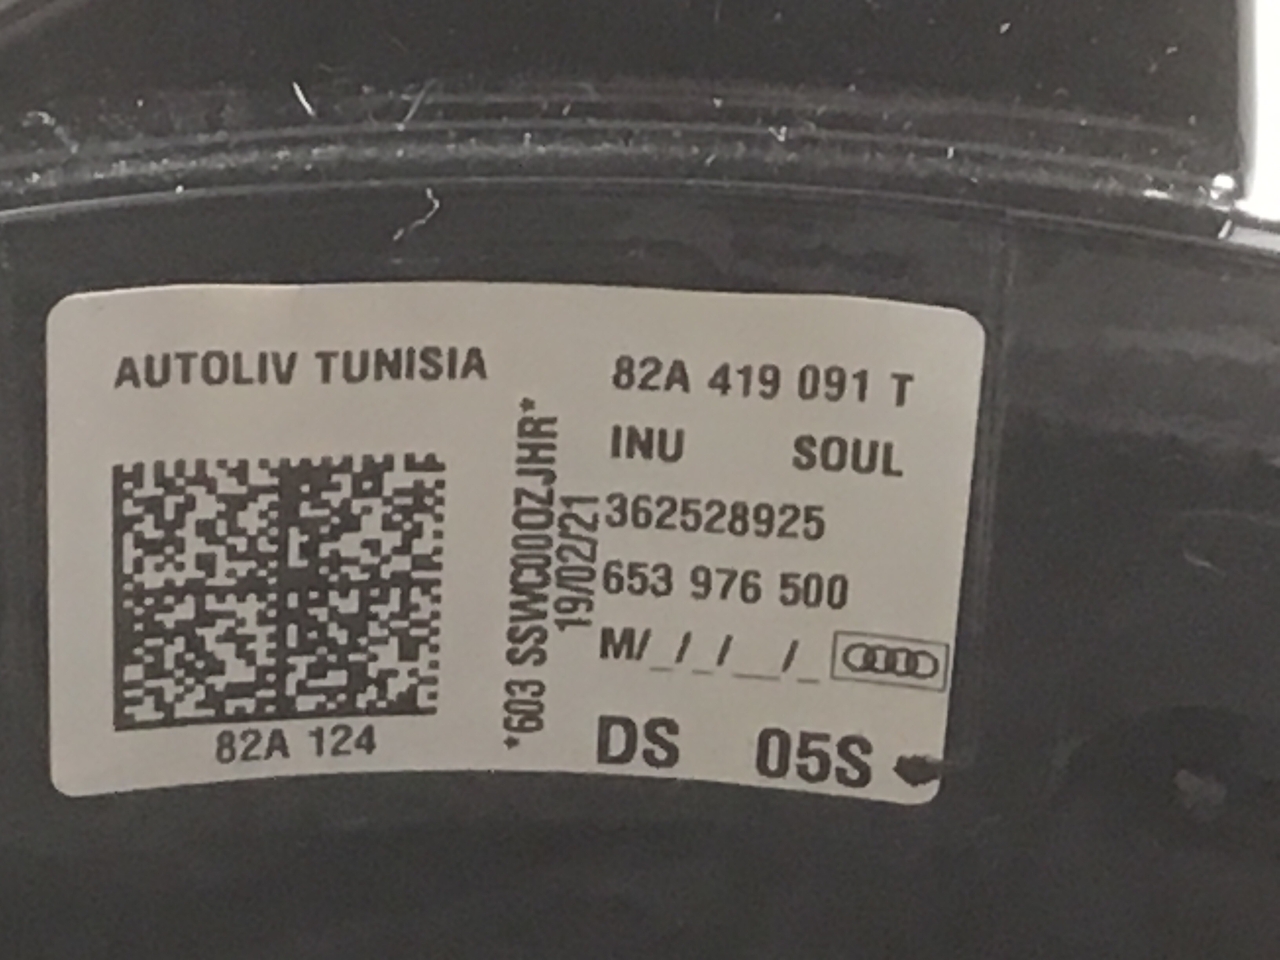 AUTOLIV TUNISIA
82A 124
*603 SSWC000ZJHR*
19/02/21
82A 419 091 T
INU SOUL
362528925
653 976 500
M/_/_/__/_
DS 05S